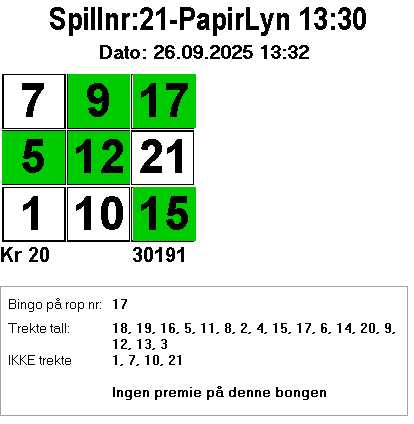 Spillnr:21-PapirLyn 13:30
Dato: 26.09.2025 13:32
7 9 17
5 12 21
1 10 15
Kr 20 30191
Bingo på rop nr: 17
Trekte tall: 18, 19, 16, 5, 11, 8, 2, 4, 15, 17, 6, 14, 20, 9,
12, 13, 3
IKKE trekte 1, 7, 10, 21
Ingen premie på denne bongen